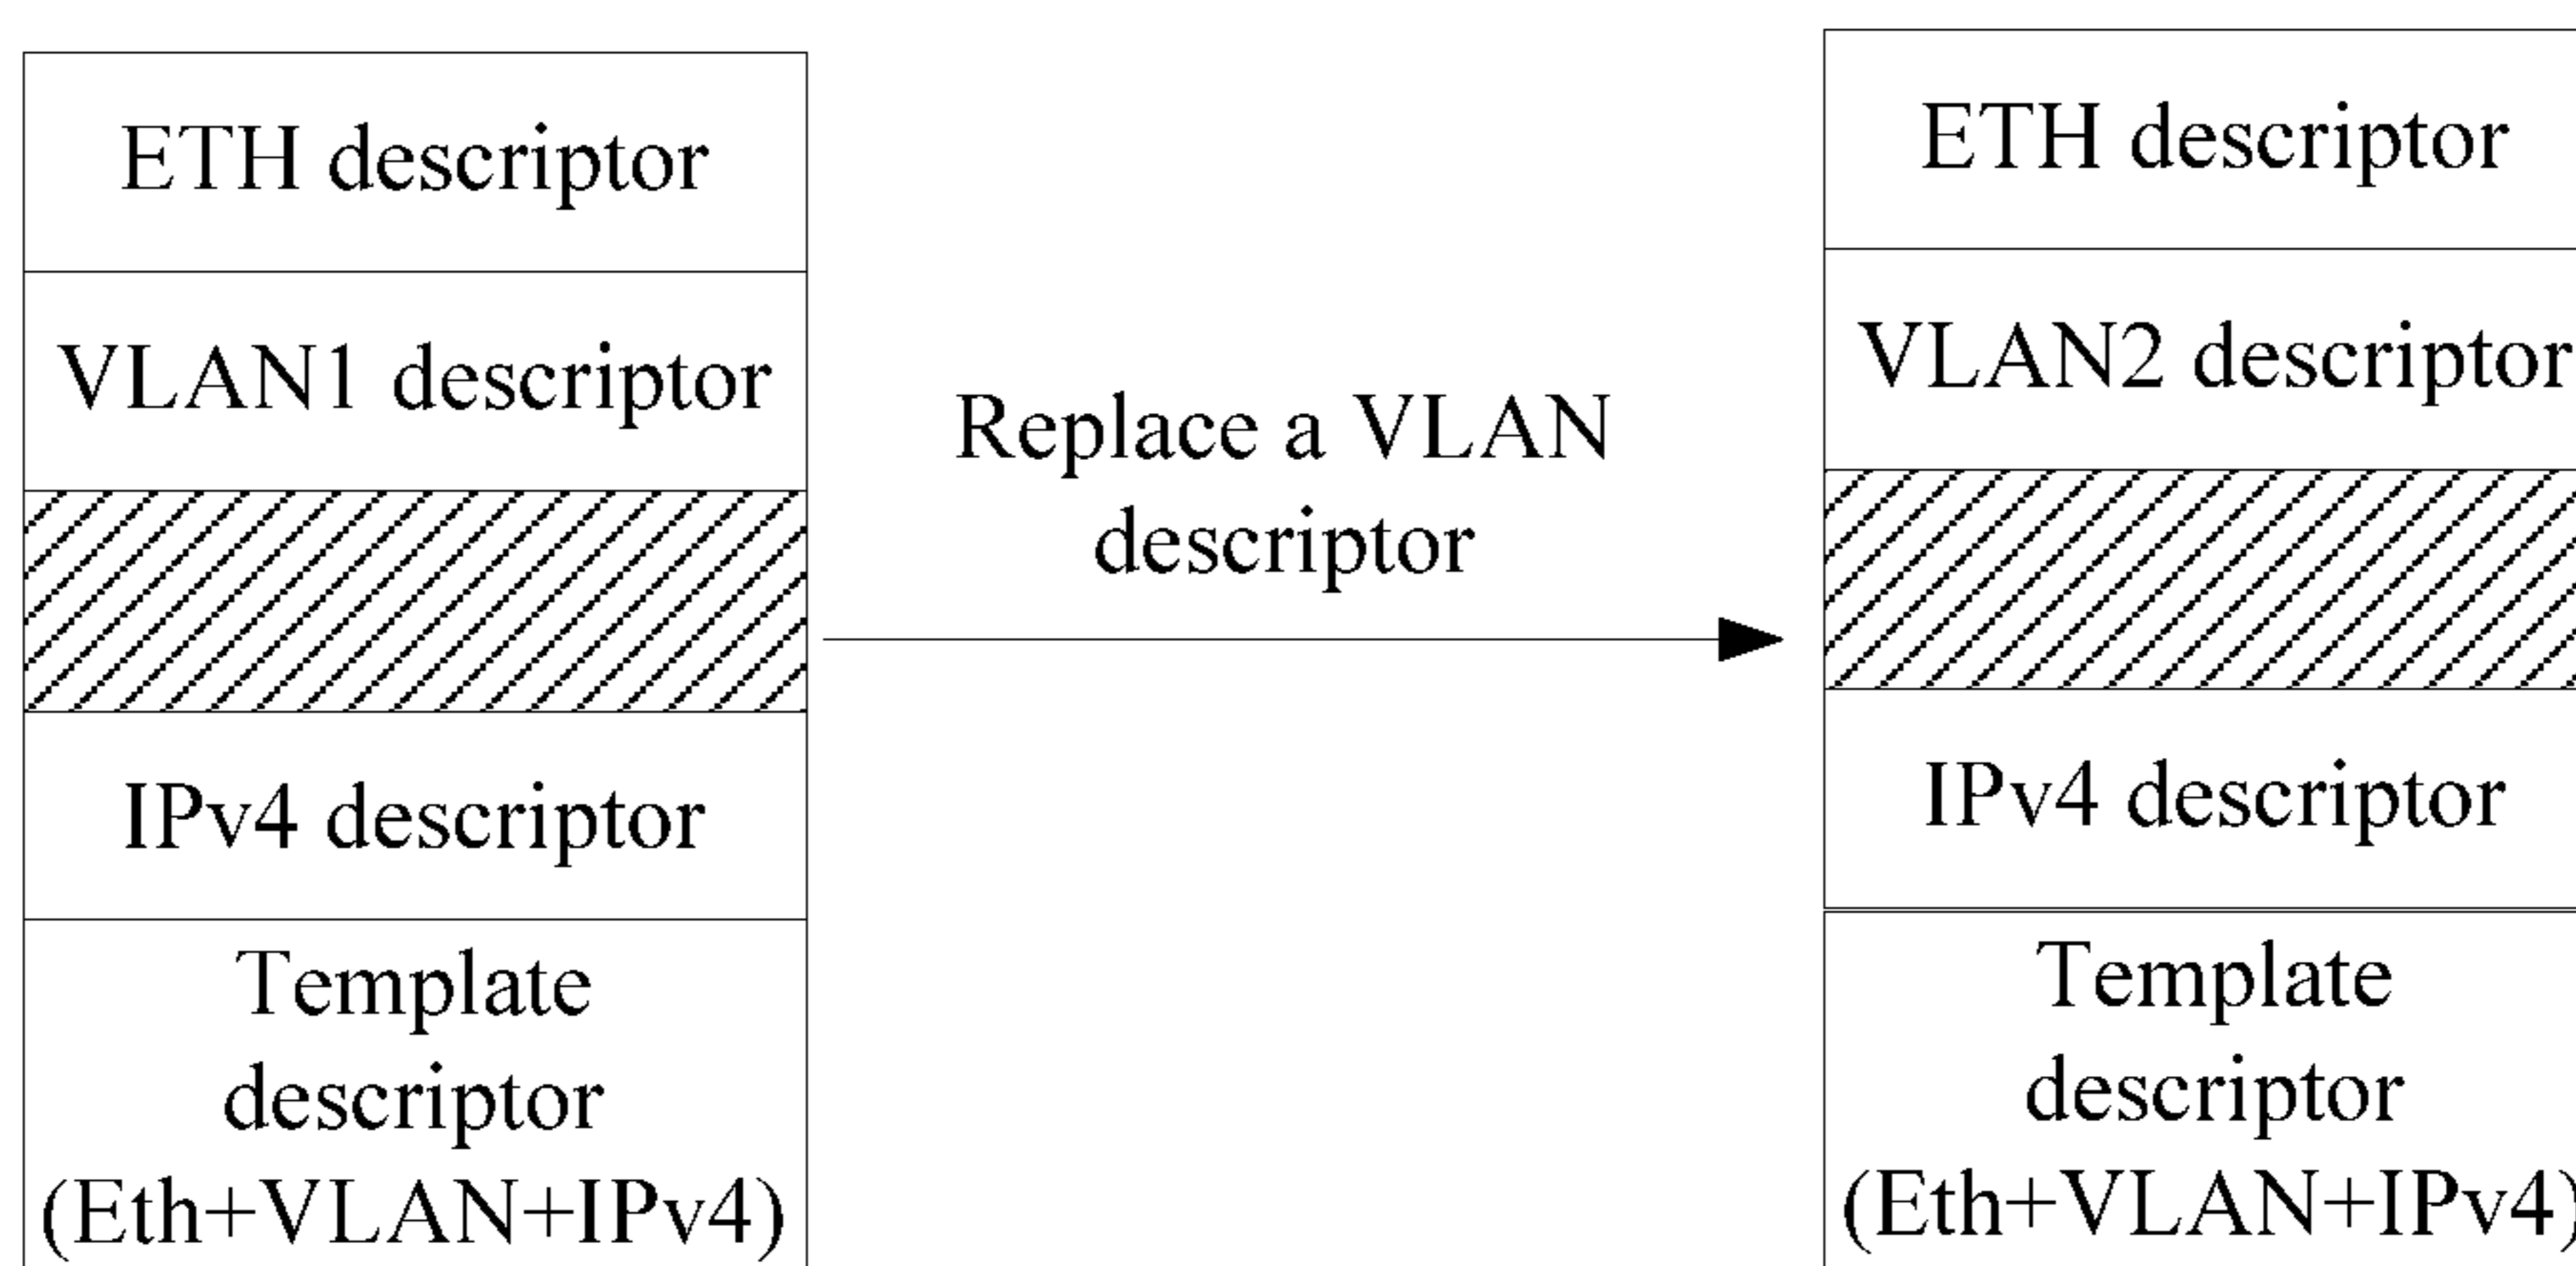 ETH descriptor
VLAN1 descriptor
IPv4 descriptor
Template
descriptor
(Eth+VLAN+IPv4)
Replace a VLAN
descriptor
ETH descriptor
VLAN2 descriptor
IPv4 descriptor
Template
descriptor
(Eth+VLAN+IPv4)